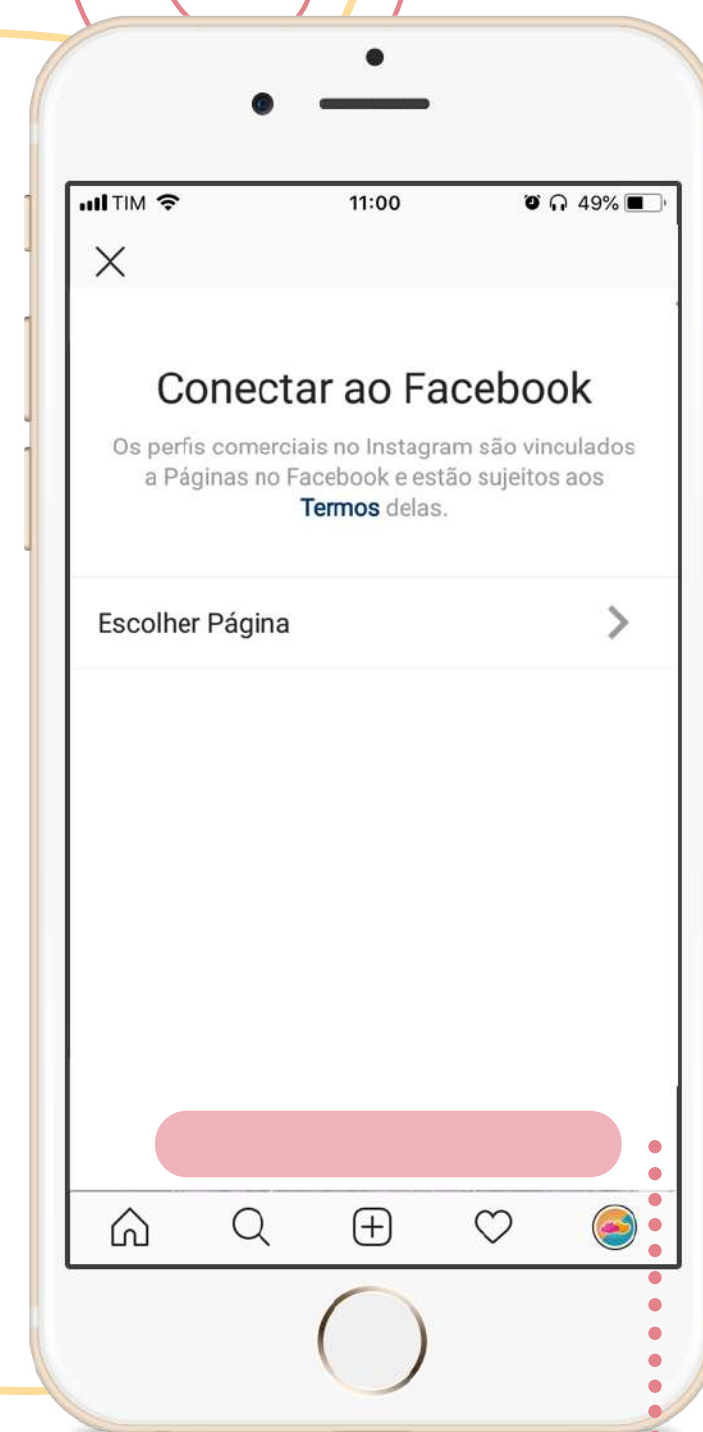 TIM 11:00 49%
Conectar ao Facebook
Os perfis comerciais no Instagram são vinculados
a Páginas no Facebook e estão sujeitos aos
Termos delas.
Escolher Página